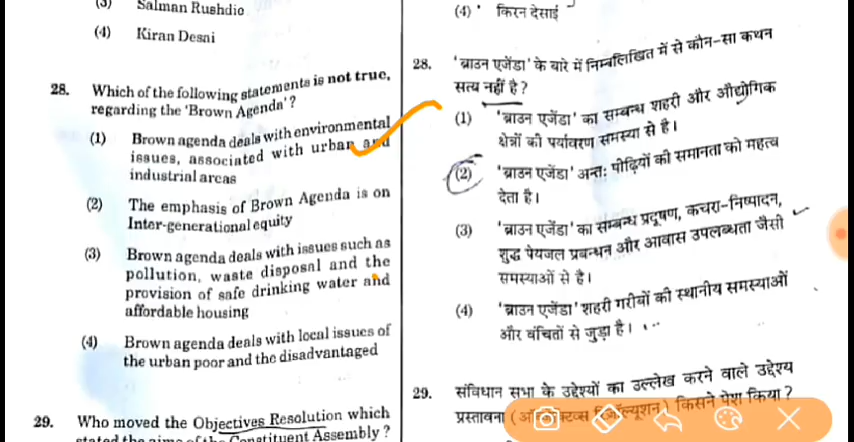 (3) Salman Rushdie
(4) Kiran Desai
28. Which of the following statements is not true,
regarding the 'Brown Agenda'?
(1) Brown agenda deals with environmental
issues, associated with urban and
industrial areas
(2) The emphasis of Brown Agenda is on
Inter-generational equity
(3) Brown agenda deals with issues such as
pollution, waste disposal and the
provision of safe drinking water and
affordable housing
(4) Brown agenda deals with local issues of
the urban poor and the disadvantaged
29. Who moved the Objectives Resolution which
stated the aims of the Constituent Assembly?
(4) किरन देसाई
28. 'ब्राउन एजेंडा' के बारे में निम्नलिखित में से कौन-सा कथन
सत्य नहीं है?
(1) 'ब्राउन एजेंडा' का सम्बन्ध शहरी और औद्योगिक
क्षेत्रों की पर्यावरण समस्या से है।
(2) 'ब्राउन एजेंडा' अन्तः पीढ़ियों की समानता को महत्व
देता है।
(3) 'ब्राउन एजेंडा' का सम्बन्ध प्रदूषण, कचरा-निष्पादन,
शुद्ध पेयजल प्रबन्धन और आवास उपलब्धता जैसी
समस्याओं से है।
(4) 'ब्राउन एजेंडा' शहरी गरीबों की स्थानीय समस्याओं
और वंचितों से जुड़ा है।
29. संविधान सभा के उद्देश्यों का उल्लेख करने वाले उद्देश्य
प्रस्तावना ( किसने पेश किया?